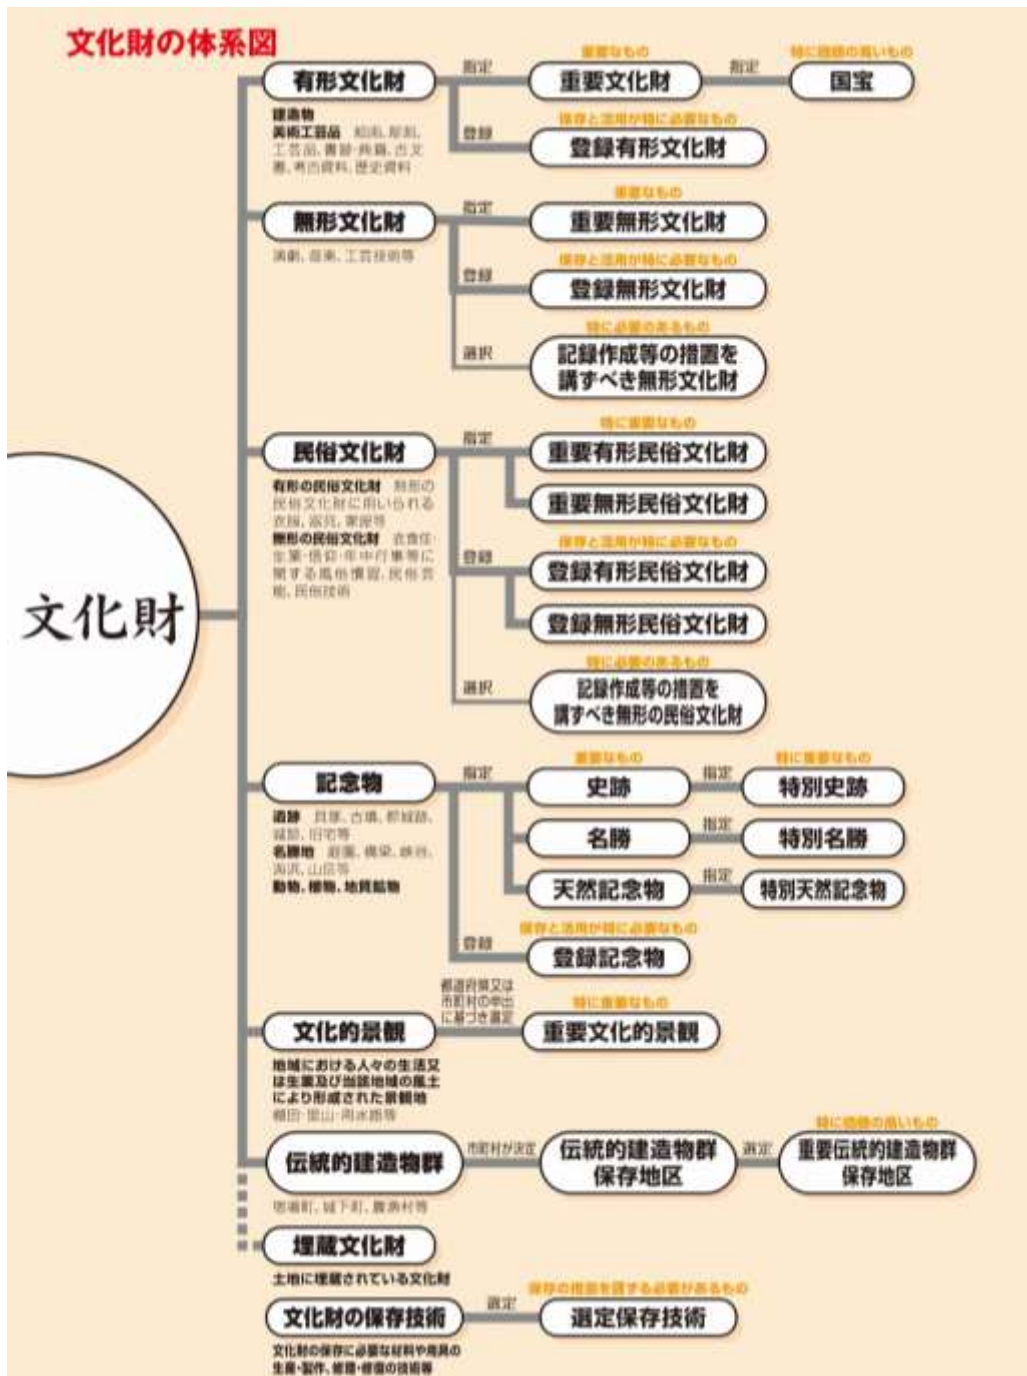 文化財の体系図
文化財
有形文化財
建造物
美術工芸品 絵画、彫刻、
工芸品、書跡・典籍、古文
書、考古資料、歴史資料
指定
重要なもの
重要文化財
指定
特に価値の高いもの
国宝
登録
保存と活用が特に必要なもの
登録有形文化財
無形文化財
演劇、音楽、工芸技術等
指定
重要なもの
重要無形文化財
登録
保存と活用が特に必要なもの
登録無形文化財
選択
特に必要のあるもの
記録作成等の措置を
講ずべき無形文化財
民俗文化財
有形の民俗文化財 無形の
民俗文化財に用いられる
衣服、器具、家屋等
無形の民俗文化財 衣食住・
生業・信仰・年中行事等に
関する風俗慣習、民俗芸
能、民俗技術
指定
特に重要なもの
重要有形民俗文化財
重要無形民俗文化財
登録
保存と活用が特に必要なもの
登録有形民俗文化財
登録無形民俗文化財
選択
特に必要のあるもの
記録作成等の措置を
講ずべき無形の民俗文化財
記念物
遺跡 貝塚、古墳、都城跡、
城跡、旧宅等
名勝地 庭園、橋梁、峡谷、
海浜、山岳等
動物、植物、地質鉱物
指定
重要なもの
史跡
指定
特に重要なもの
特別史跡
名勝
指定
特別名勝
天然記念物
指定
特別天然記念物
登録
保存と活用が特に必要なもの
登録記念物
文化的景観
地域における人々の生活又
は生業及び当該地域の風土
により形成された景観地
棚田・里山・用水路等
都道府県又は
市町村の申出
に基づき選定
特に重要なもの
重要文化的景観
伝統的建造物群
宿場町、城下町、農漁村等
市町村が決定
伝統的建造物群
保存地区
選定
特に価値の高いもの
重要伝統的建造物群
保存地区
埋蔵文化財
土地に埋蔵されている文化財
文化財の保存技術
文化財の保存に必要な材料や用具の
生産・製作、修理・修復の技術等
選定
保存の措置を講ずる必要があるもの
選定保存技術